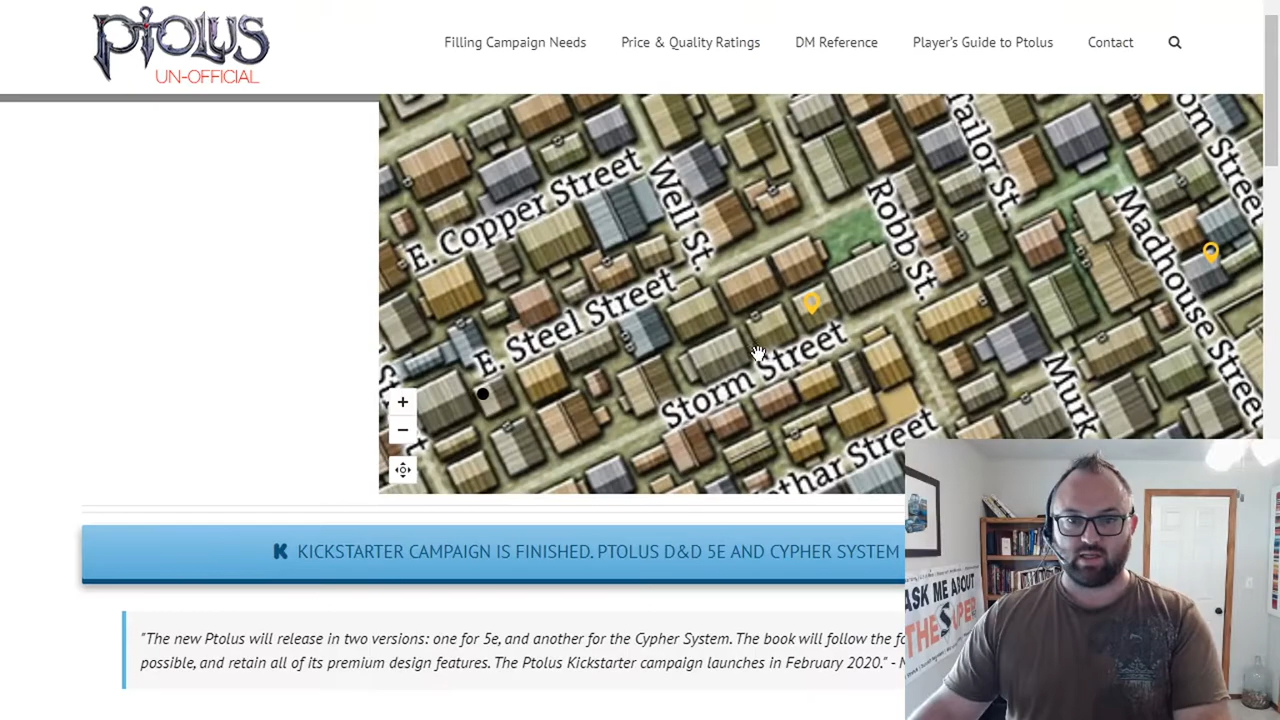 PTOLUS
UN-OFFICIAL
Filling Campaign Needs
Price & Quality Ratings
DM Reference
Player's Guide to Ptolus
Contact
E. Copper Street
Well St.
Robb St.
Tailor St.
Madhouse Street
E. Steel Street
Storm Street
Murk
+
−
KICKSTARTER CAMPAIGN IS FINISHED. PTOLUS D&D 5E AND CYPHER SYSTEM
"The new Ptolus will release in two versions: one for 5e, and another for the Cypher System. The book will follow the
possible, and retain all of its premium design features. The Ptolus Kickstarter campaign launches in February 2020." -
ASK ME ABOUT
THE